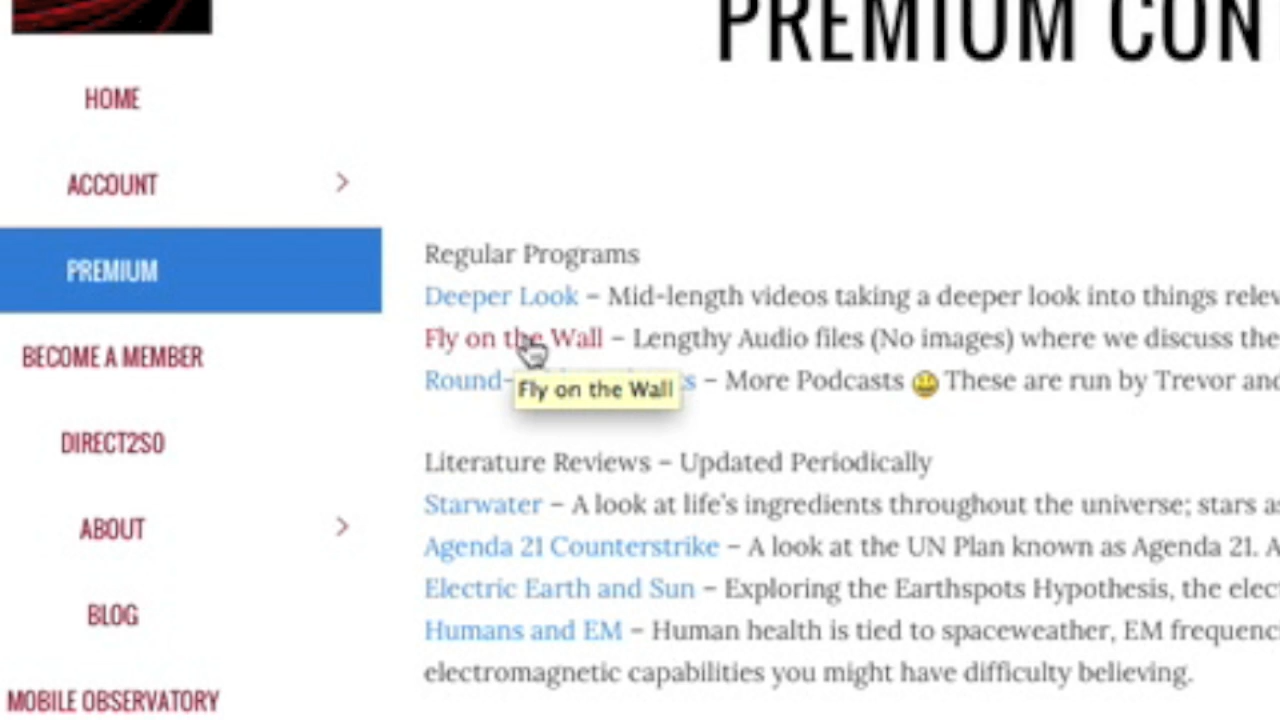 PREMIUM CON
HOME
ACCOUNT
PREMIUM
BECOME A MEMBER
DIRECT2SO
ABOUT
BLOG
MOBILE OBSERVATORY
Regular Programs
Deeper Look – Mid-length videos taking a deeper look into things relev
Fly on the Wall – Lengthy Audio files (No images) where we discuss the
Round- s – More Podcasts These are run by Trevor and
Fly on the Wall
Literature Reviews – Updated Periodically
Starwater – A look at life's ingredients throughout the universe; stars as
Agenda 21 Counterstrike – A look at the UN Plan known as Agenda 21. A
Electric Earth and Sun – Exploring the Earthspots Hypothesis, the elec
Humans and EM – Human health is tied to spaceweather, EM frequenci
electromagnetic capabilities you might have difficulty believing.